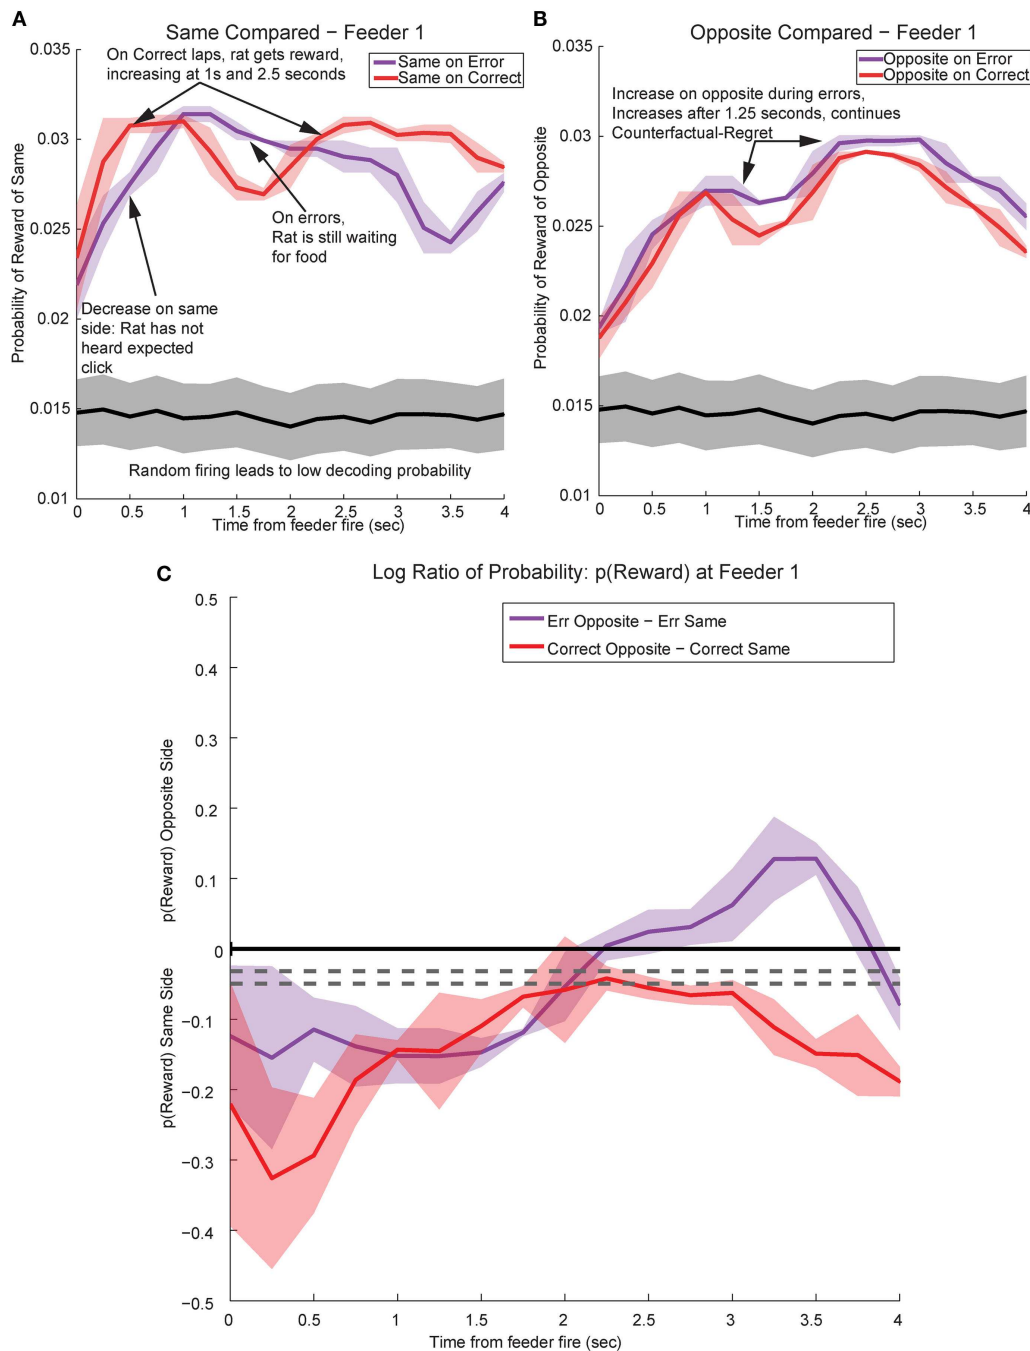 A
Same Compared – Feeder 1
On Correct laps, rat gets reward,
increasing at 1s and 2.5 seconds
Same on Error
Same on Correct
0.035
0.03
0.025
0.02
0.015
0.01
Probability of Reward of Same
On errors,
Rat is still waiting
for food
Decrease on same
side: Rat has not
heard expected
click
Random firing leads to low decoding probability
0 0.5 1 1.5 2 2.5 3 3.5 4
Time from feeder fire (sec)
B
Opposite Compared – Feeder 1
Opposite on Error
Opposite on Correct
Increase on opposite during errors,
Increases after 1.25 seconds, continues
Counterfactual-Regret
0.035
0.03
0.025
0.02
0.015
0.01
Probability of Reward of Opposite
0 0.5 1 1.5 2 2.5 3 3.5 4
Time from feeder fire (sec)
C
Log Ratio of Probability: p(Reward) at Feeder 1
Err Opposite – Err Same
Correct Opposite – Correct Same
0.5
0.4
0.3
0.2
0.1
0
−0.1
−0.2
−0.3
−0.4
−0.5
p(Reward) Opposite Side
p(Reward) Same Side
0 0.5 1 1.5 2 2.5 3 3.5 4
Time from feeder fire (sec)